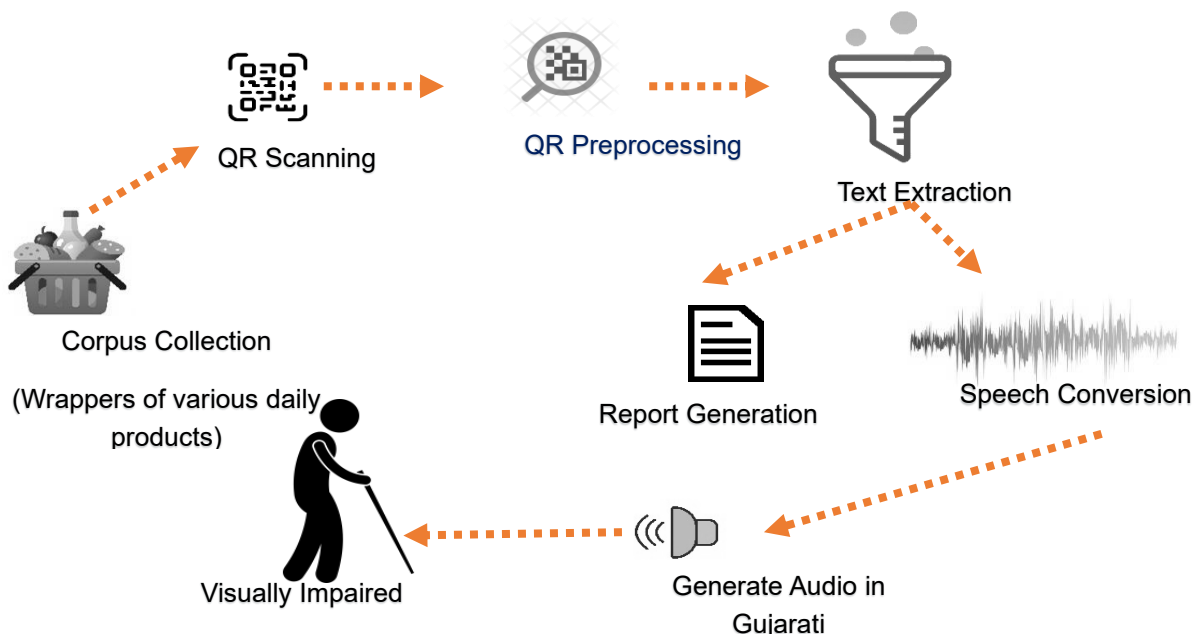 QR Scanning
QR Preprocessing
Text Extraction
Corpus Collection
(Wrappers of various daily
products)
Report Generation
Speech Conversion
Generate Audio in
Gujarati
Visually Impaired